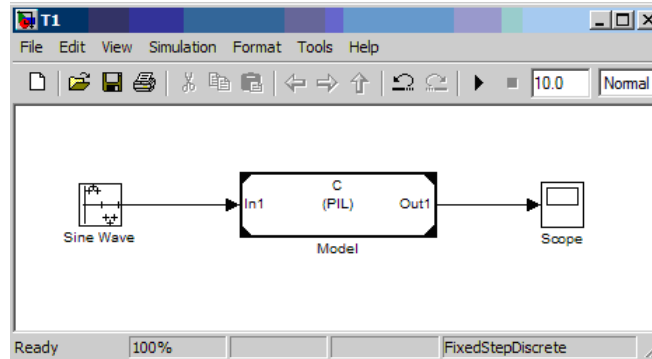 T1
File Edit View Simulation Format Tools Help
10.0 Normal
C
In1 (PIL) Out1
Sine Wave
Model
Scope
Ready 100% FixedStepDiscrete